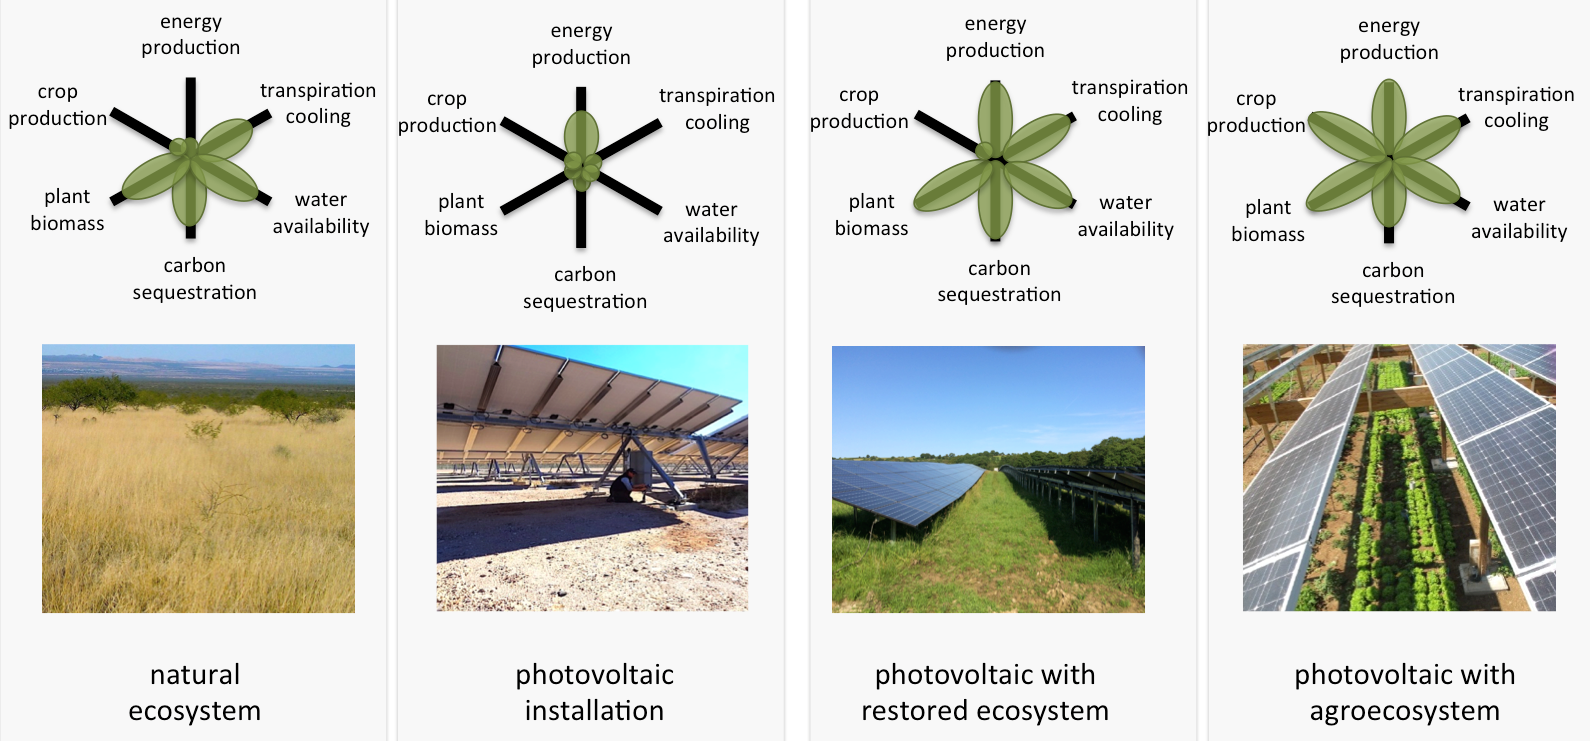 energy
production
crop
production
transpiration
cooling
plant
biomass
water
availability
carbon
sequestration
natural
ecosystem
energy
production
crop
production
transpiration
cooling
plant
biomass
water
availability
carbon
sequestration
photovoltaic
installation
energy
production
crop
production
transpiration
cooling
plant
biomass
water
availability
carbon
sequestration
photovoltaic with
restored ecosystem
energy
production
crop
production
transpiration
cooling
plant
biomass
water
availability
carbon
sequestration
photovoltaic with
agroecosystem